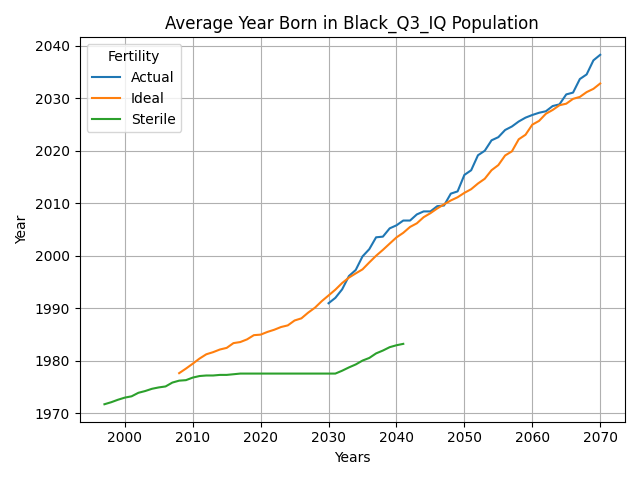 Average Year Born in Black_Q3_IQ Population
Fertility
Actual
Ideal
Sterile
2040
2030
2020
2010
2000
1990
1980
1970
Year
2000 2010 2020 2030 2040 2050 2060 2070
Years